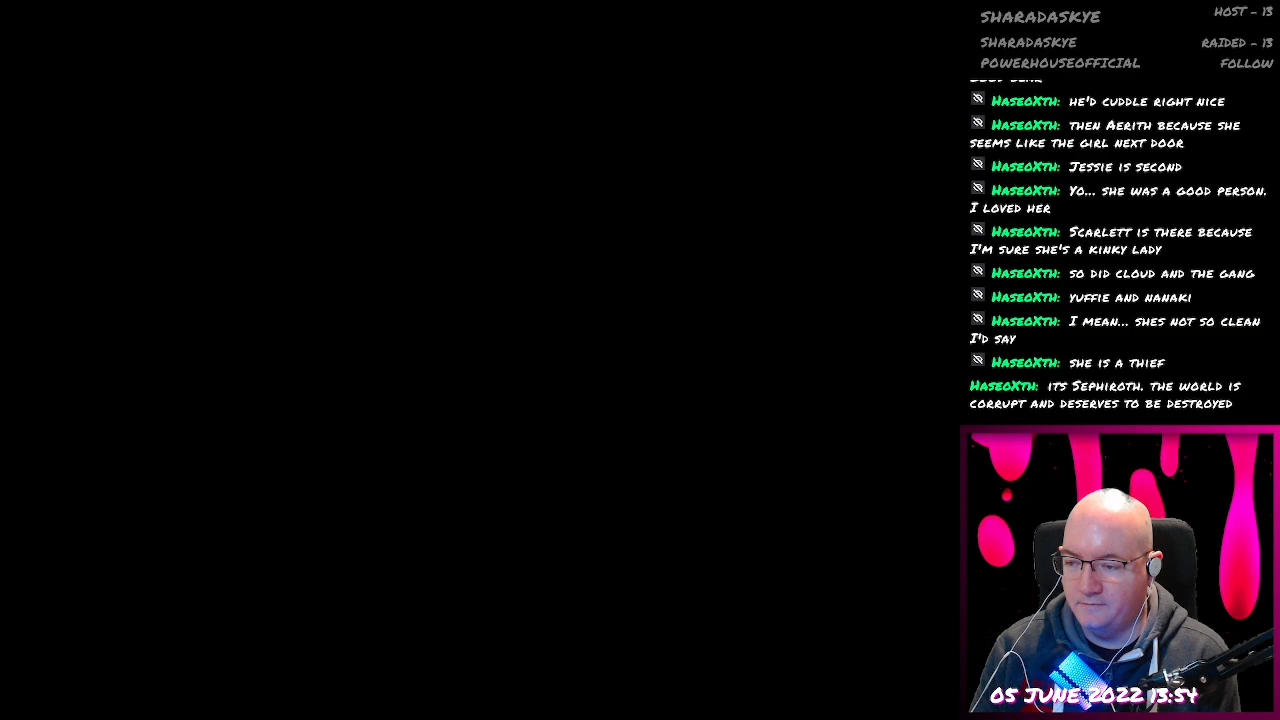 SHARADASKYE HOST - 13
SHARADASKYE RAIDED - 13
POWERHOUSEOFFICIAL FOLLOW
HASEOXTH: HE'D CUDDLE RIGHT NICE
HASEOXTH: THEN AERITH BECAUSE SHE
SEEMS LIKE THE GIRL NEXT DOOR
HASEOXTH: JESSIE IS SECOND
HASEOXTH: YO... SHE WAS A GOOD PERSON.
I LOVED HER
HASEOXTH: SCARLETT IS THERE BECAUSE
I'M SURE SHE'S A KINKY LADY
HASEOXTH: SO DID CLOUD AND THE GANG
HASEOXTH: YUFFIE AND NANAKI
HASEOXTH: I MEAN... SHES NOT SO CLEAN
I'D SAY
HASEOXTH: SHE IS A THIEF
HASEOXTH: ITS SEPHIROTH. THE WORLD IS
CORRUPT AND DESERVES TO BE DESTROYED
05 JUNE 2022 13:54